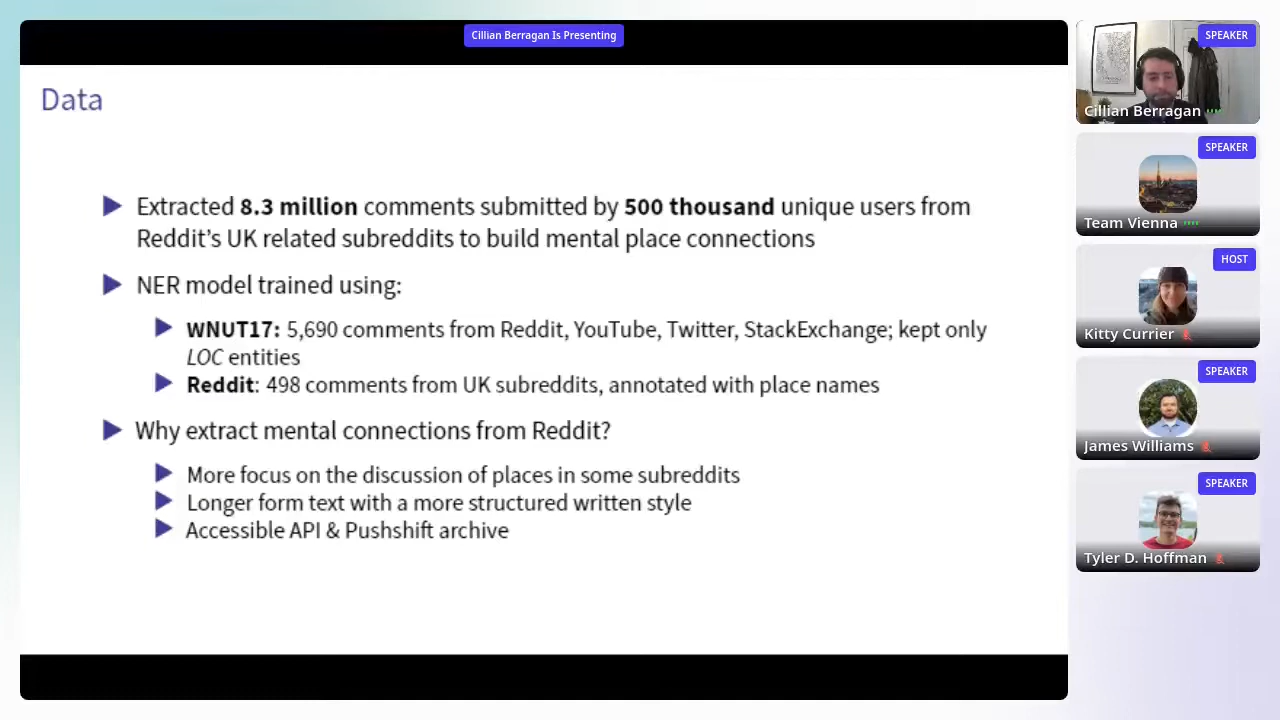 Cillian Berragan Is Presenting
Data
Extracted 8.3 million comments submitted by 500 thousand unique users from
Reddit's UK related subreddits to build mental place connections
NER model trained using:
WNUT17: 5,690 comments from Reddit, YouTube, Twitter, StackExchange; kept only
LOC entities
Reddit: 498 comments from UK subreddits, annotated with place names
Why extract mental connections from Reddit?
More focus on the discussion of places in some subreddits
Longer form text with a more structured written style
Accessible API & Pushshift archive
SPEAKER
Cillian Berragan
SPEAKER
Team Vienna
HOST
Kitty Currier
SPEAKER
James Williams
SPEAKER
Tyler D. Hoffman